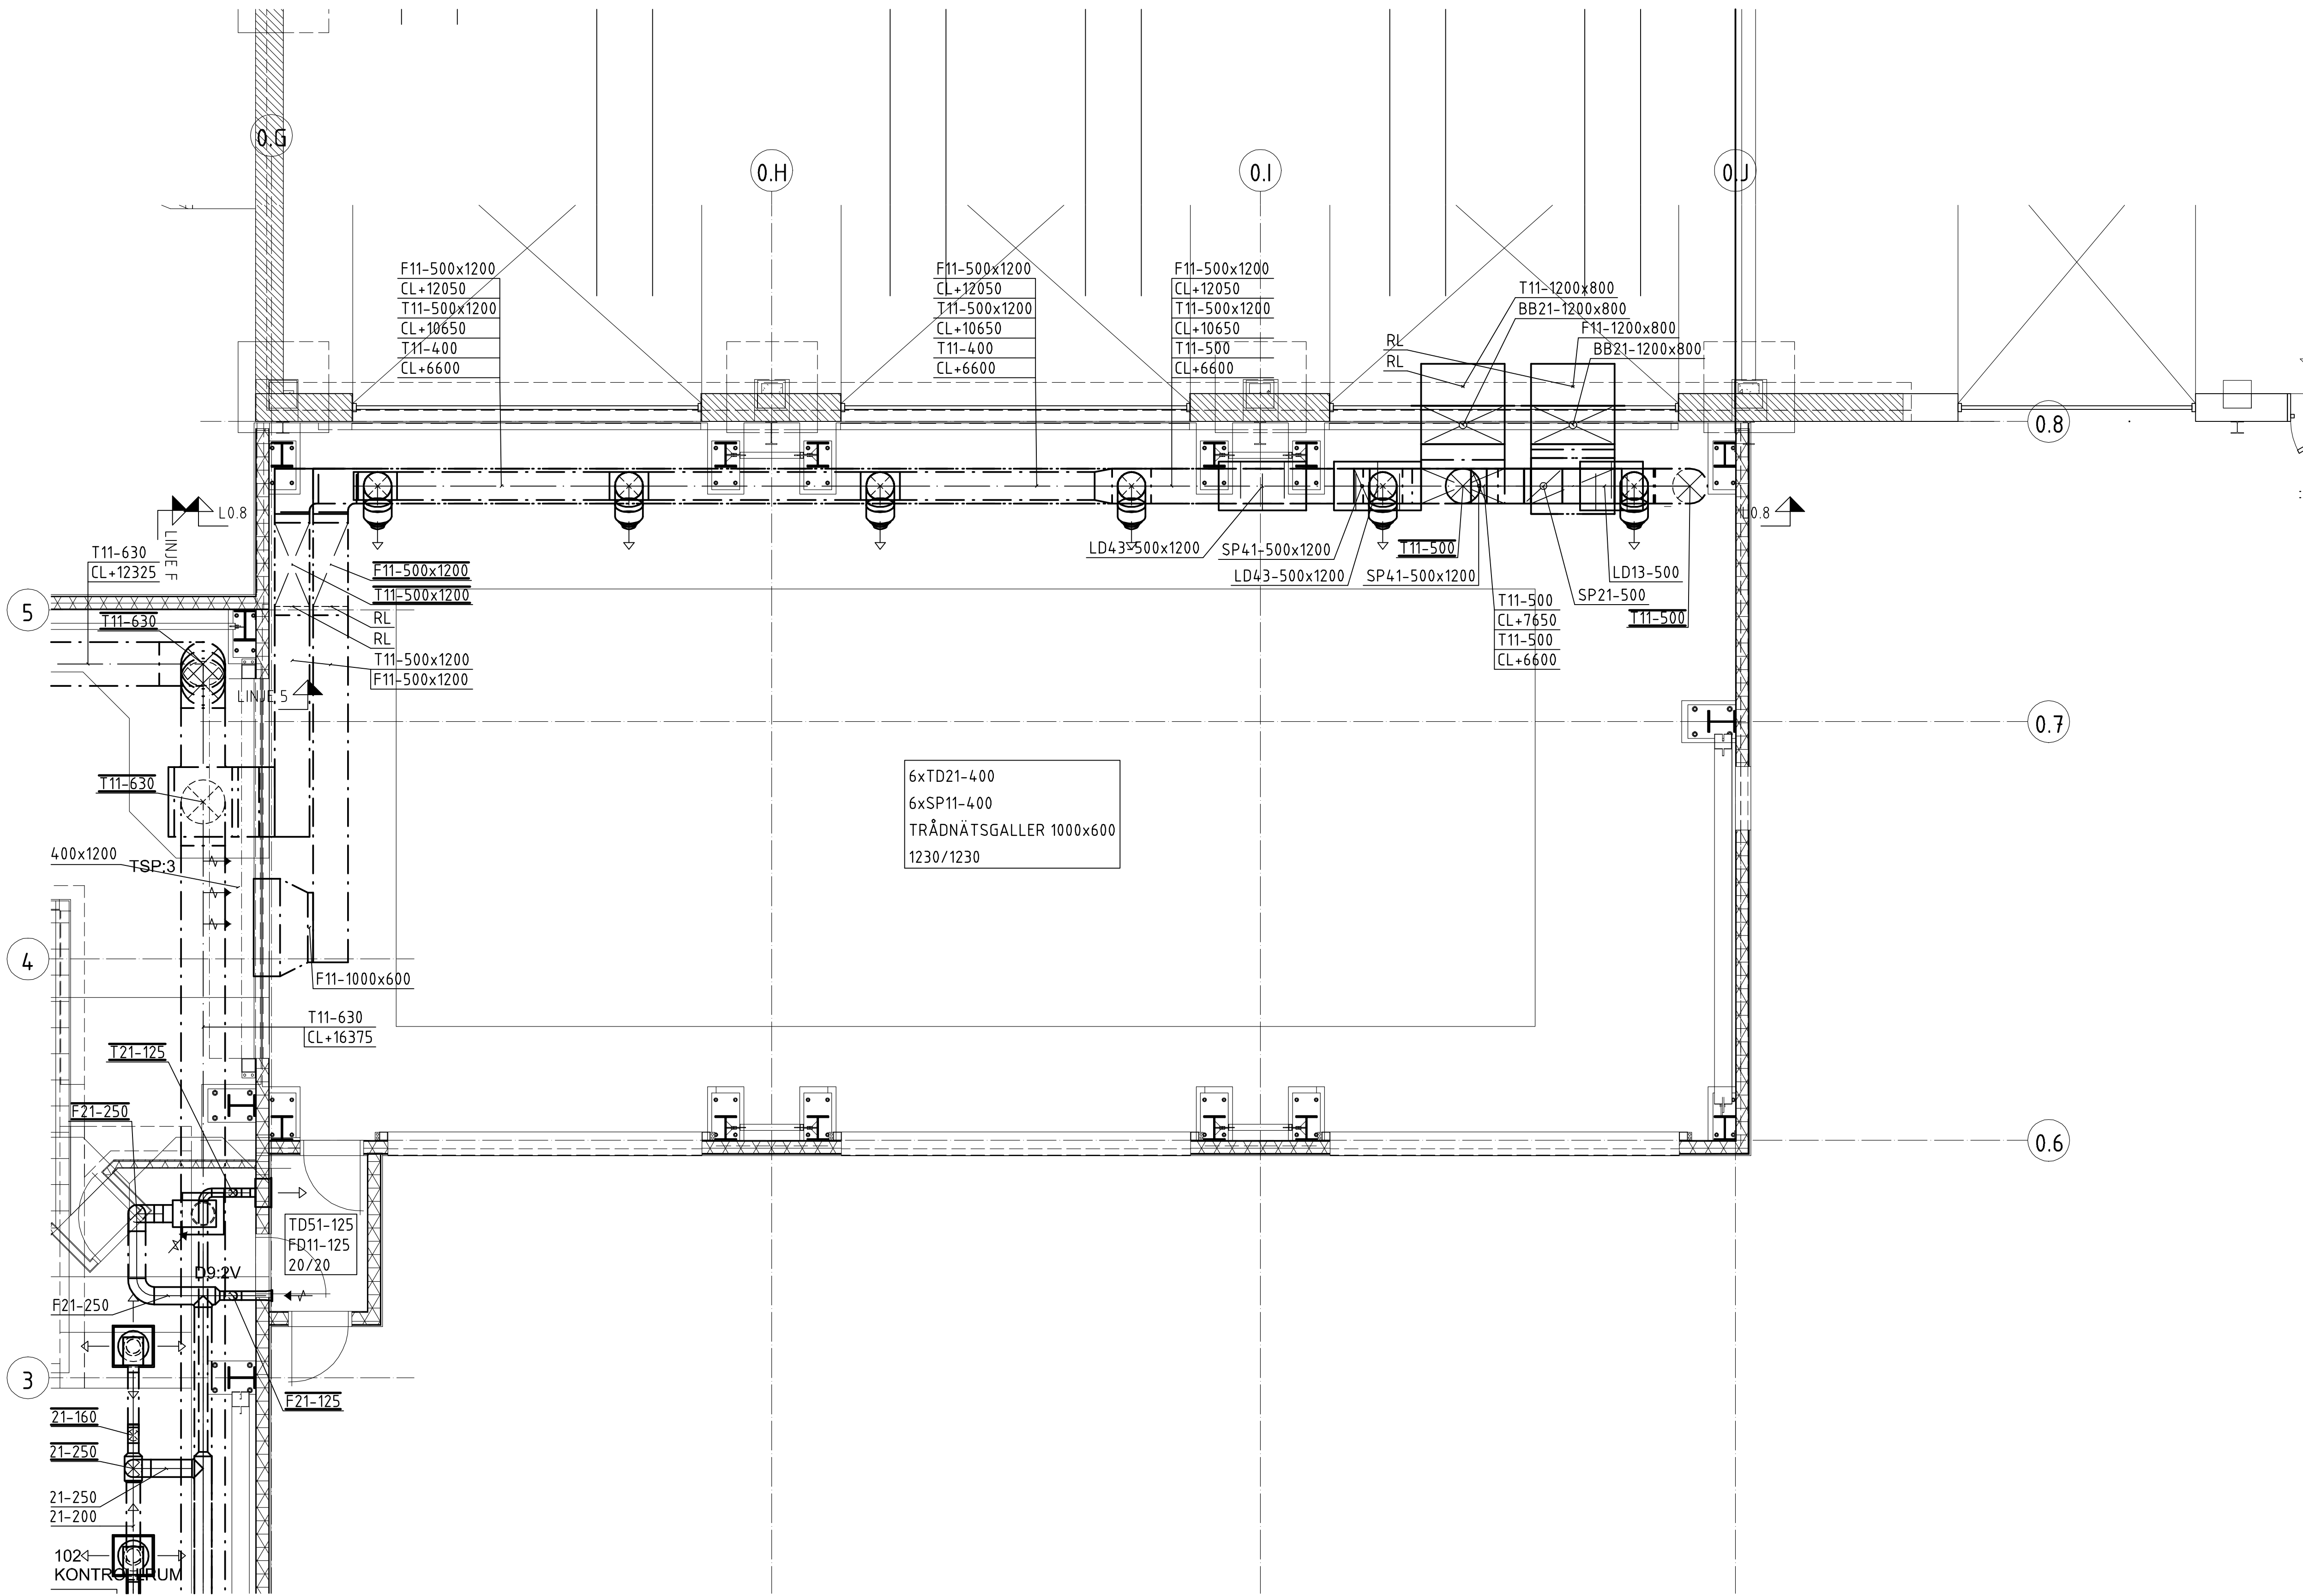 0.G
0.H
0.I
0.J
F11-500x1200
CL+12050
T11-500x1200
CL+10650
T11-400
CL+6600
F11-500x1200
CL+12050
T11-500x1200
CL+10650
T11-400
CL+6600
F11-500x1200
CL+12050
T11-500x1200
CL+10650
T11-500
CL+6600
T11-1200x800
BB21-1200x800
F11-1200x800
BB21-1200x800
RL
RL
0.8
L0.8
LINJE F
L0.8
T11-630
CL+12325
LD43-500x1200
SP41-500x1200
T11-500
LD43-500x1200
SP41-500x1200
LD13-500
SP21-500
T11-500
T11-500
CL+7650
T11-500
CL+6600
F11-500x1200
T11-500x1200
RL
RL
T11-500x1200
F11-500x1200
5
T11-630
LINJE 5
0.7
T11-630
6xTD21-400
6xSP11-400
TRÅDNÄTSGALLER 1000x600
1230/1230
400x1200
TSP:3
4
F11-1000x600
T11-630
CL+16375
T21-125
F21-250
0.6
TD51-125
FD11-125
20/20
D9:2V
F21-250
3
F21-125
21-160
21-250
21-250
21-200
102
KONTROLLRUM